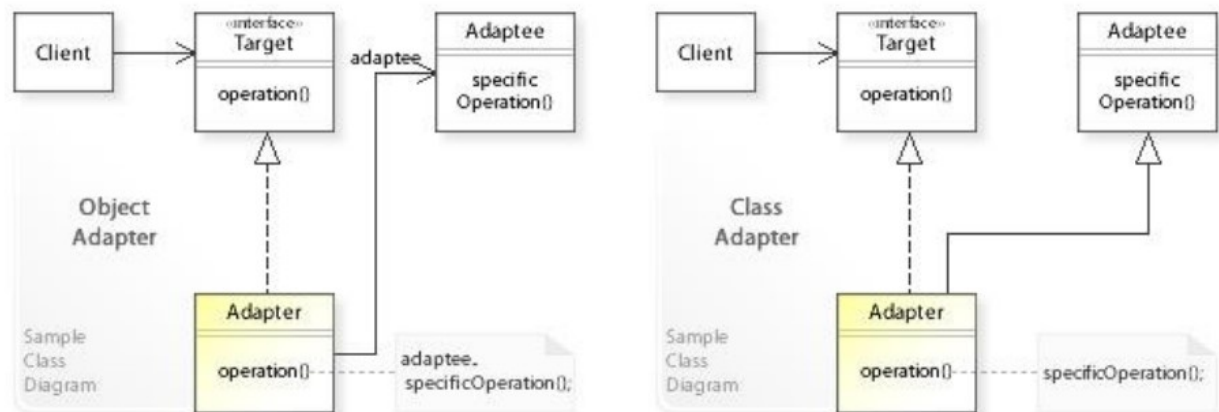 Client
«interface»
Target
operation()
adaptee
Adaptee
specific
Operation()
Object
Adapter
Adapter
operation()
adaptee.
specificOperation();
Sample
Class
Diagram
Client
«interface»
Target
operation()
Adaptee
specific
Operation()
Class
Adapter
Adapter
operation()
specificOperation();
Sample
Class
Diagram